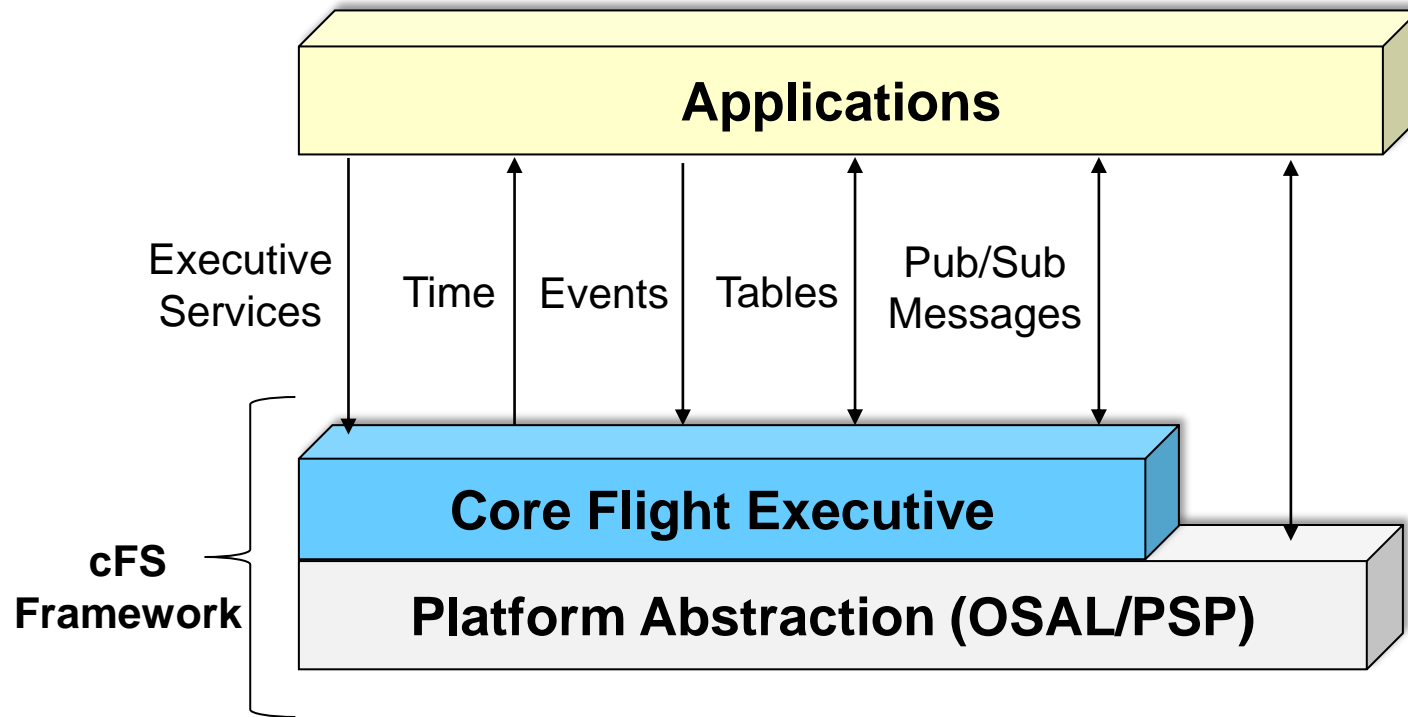 Applications
Executive
Services
Time
Events
Tables
Pub/Sub
Messages
Core Flight Executive
cFS
Framework
Platform Abstraction (OSAL/PSP)